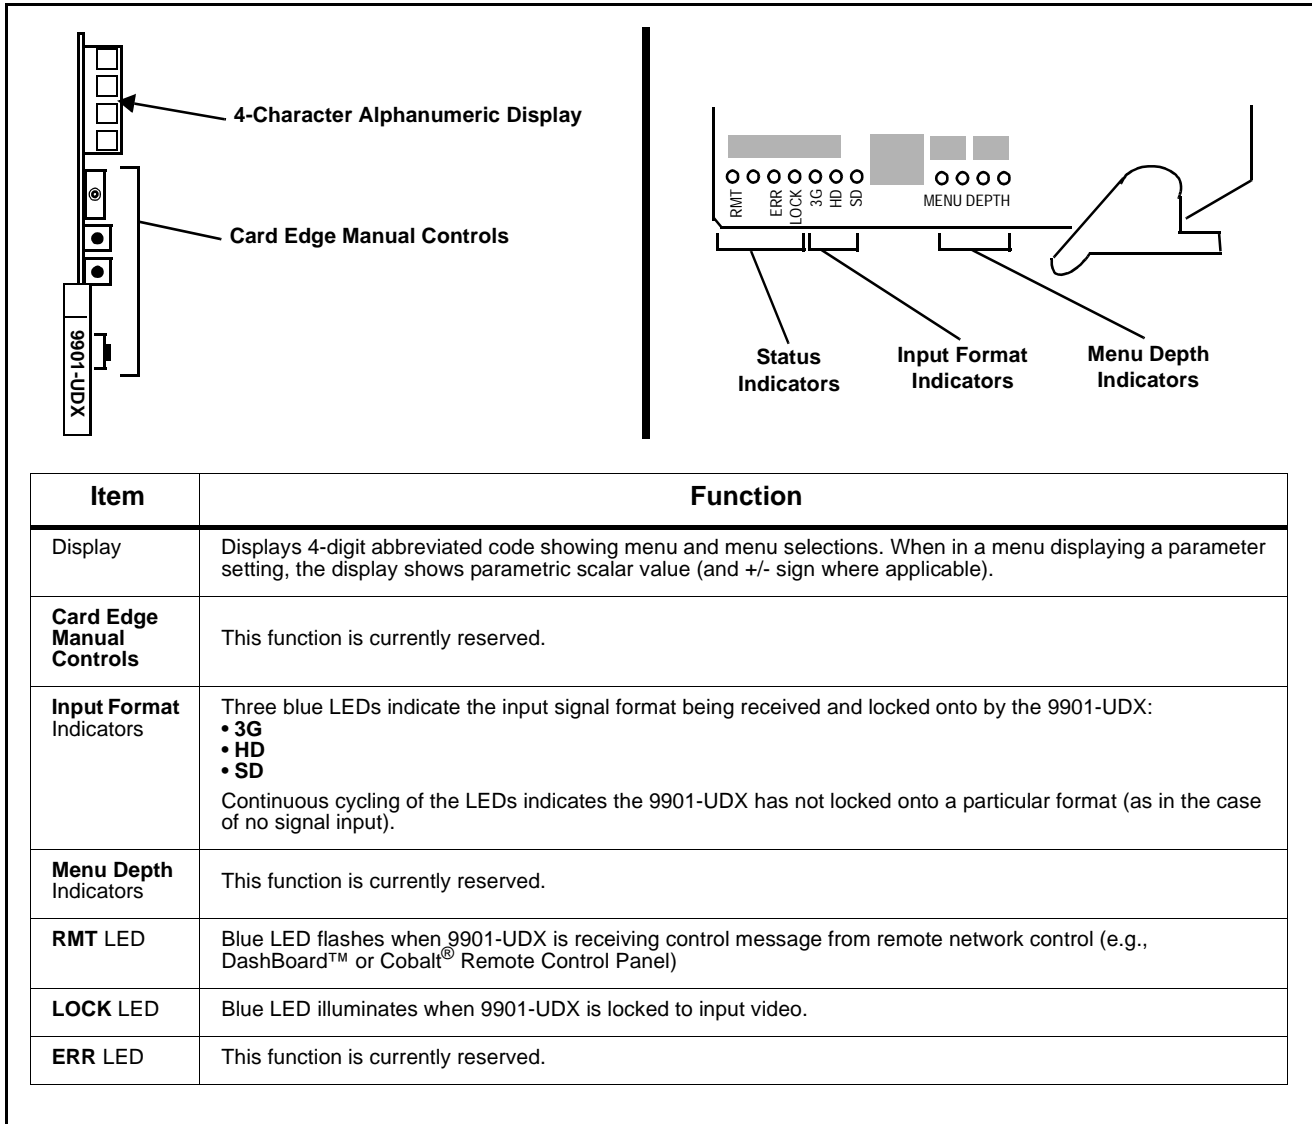 4-Character Alphanumeric Display
Card Edge Manual Controls
9901-UDX
RMT
ERR
LOCK
3G
HD
SD
MENU DEPTH
Status
Indicators
Input Format
Indicators
Menu Depth
Indicators
Item
Function
Display
Displays 4-digit abbreviated code showing menu and menu selections. When in a menu displaying a parameter
setting, the display shows parametric scalar value (and +/- sign where applicable).
Card Edge
Manual
Controls
This function is currently reserved.
Input Format
Indicators
Three blue LEDs indicate the input signal format being received and locked onto by the 9901-UDX:
• 3G
• HD
• SD
Continuous cycling of the LEDs indicates the 9901-UDX has not locked onto a particular format (as in the case
of no signal input).
Menu Depth
Indicators
This function is currently reserved.
RMT LED
Blue LED flashes when 9901-UDX is receiving control message from remote network control (e.g.,
DashBoard™ or Cobalt® Remote Control Panel)
LOCK LED
Blue LED illuminates when 9901-UDX is locked to input video.
ERR LED
This function is currently reserved.